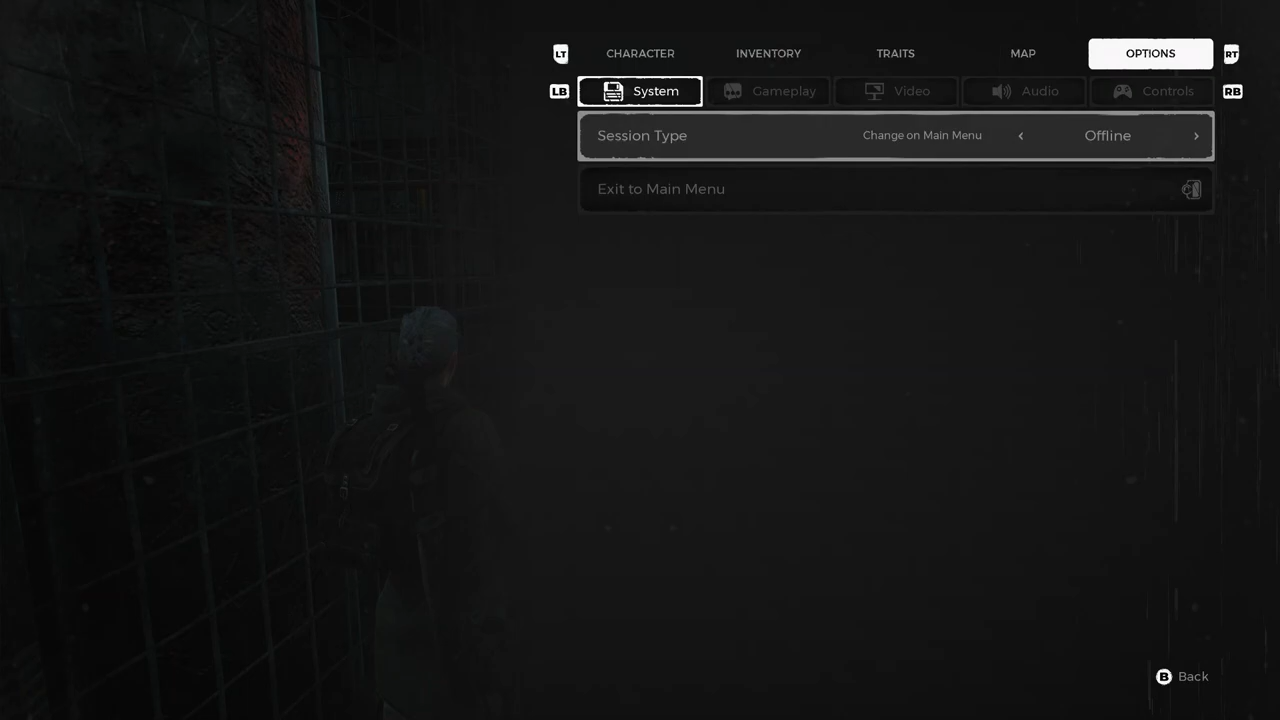 LT CHARACTER INVENTORY TRAITS MAP OPTIONS RT
LB System Gameplay Video Audio Controls RB
Session Type Change on Main Menu < Offline >
Exit to Main Menu
B Back